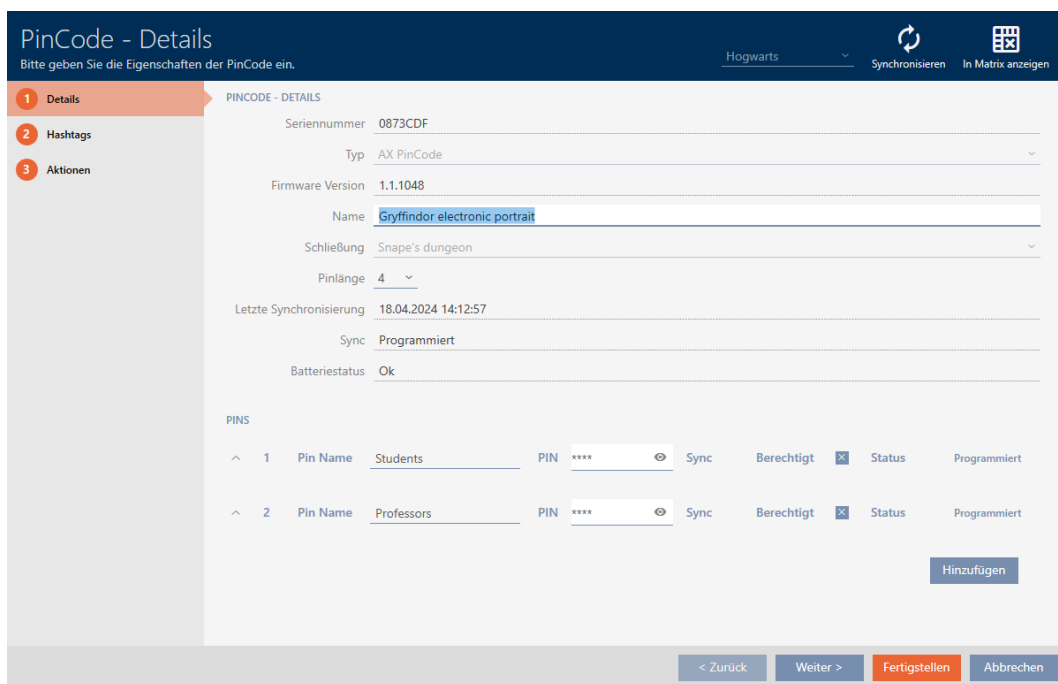 PinCode - Details
Bitte geben Sie die Eigenschaften der PinCode ein.
Hogwarts
Synchronisieren
In Matrix anzeigen
1 Details
2 Hashtags
3 Aktionen
PINCODE - DETAILS
Seriennummer 0873CDF
Typ AX PinCode
Firmware Version 1.1.1048
Name Gryffindor electronic portrait
Schließung Snape's dungeon
Pinlänge 4
Letzte Synchronisierung 18.04.2024 14:12:57
Sync Programmiert
Batteriestatus Ok
PINS
1 Pin Name Students PIN **** Sync Berechtigt Status Programmiert
2 Pin Name Professors PIN **** Sync Berechtigt Status Programmiert
Hinzufügen
< Zurück Weiter > Fertigstellen Abbrechen